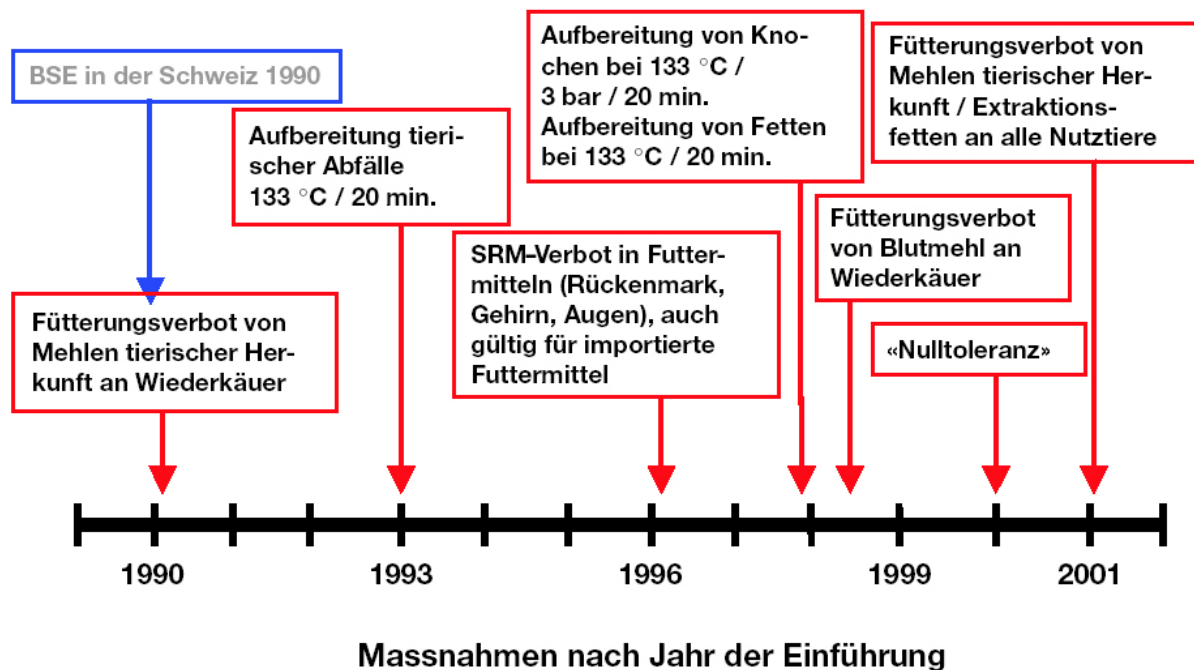 BSE in der Schweiz 1990
Fütterungsverbot von
Mehlen tierischer Her-
kunft an Wiederkäuer
Aufbereitung tieri-
scher Abfälle
133 °C / 20 min.
SRM–Verbot in Futter-
mitteln (Rückenmark,
Gehirn, Augen), auch
gültig für importierte
Futtermittel
Aufbereitung von Kno-
chen bei 133 °C /
3 bar / 20 min.
Aufbereitung von Fetten
bei 133 °C / 20 min.
Fütterungsverbot
von Blutmehl an
Wiederkäuer
«Nulltoleranz»
Fütterungsverbot von
Mehlen tierischer Her-
kunft / Extraktions-
fetten an alle Nutztiere
1990 1993 1996 1999 2001
Massnahmen nach Jahr der Einführung